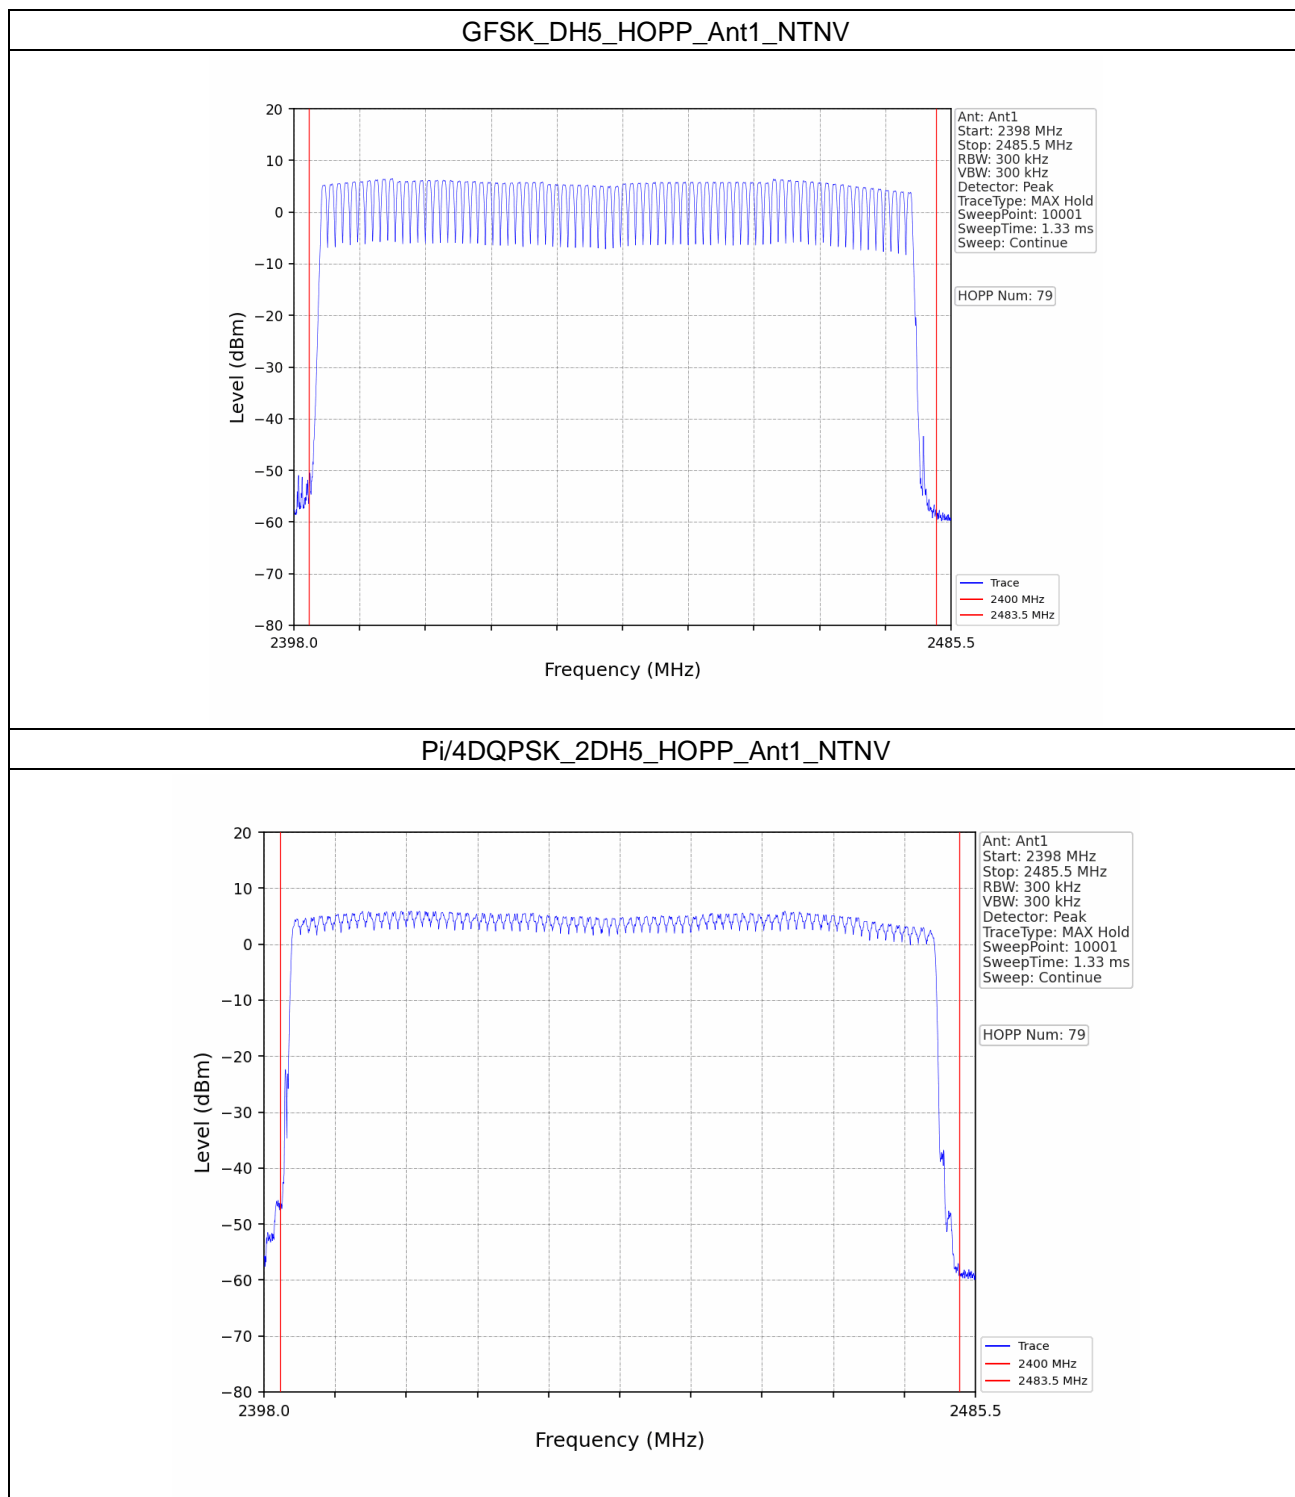 GFSK_DH5_HOPP_Ant1_NTNV
20
10
0
−10
−20
−30
−40
−50
−60
−70
−80
Level (dBm)
2398.0
2485.5
Frequency (MHz)
Ant: Ant1
Start: 2398 MHz
Stop: 2485.5 MHz
RBW: 300 kHz
VBW: 300 kHz
Detector: Peak
TraceType: MAX Hold
SweepPoint: 10001
SweepTime: 1.33 ms
Sweep: Continue
HOPP Num: 79
Trace
2400 MHz
2483.5 MHz
Pi/4DQPSK_2DH5_HOPP_Ant1_NTNV
20
10
0
−10
−20
−30
−40
−50
−60
−70
−80
Level (dBm)
2398.0
2485.5
Frequency (MHz)
Ant: Ant1
Start: 2398 MHz
Stop: 2485.5 MHz
RBW: 300 kHz
VBW: 300 kHz
Detector: Peak
TraceType: MAX Hold
SweepPoint: 10001
SweepTime: 1.33 ms
Sweep: Continue
HOPP Num: 79
Trace
2400 MHz
2483.5 MHz